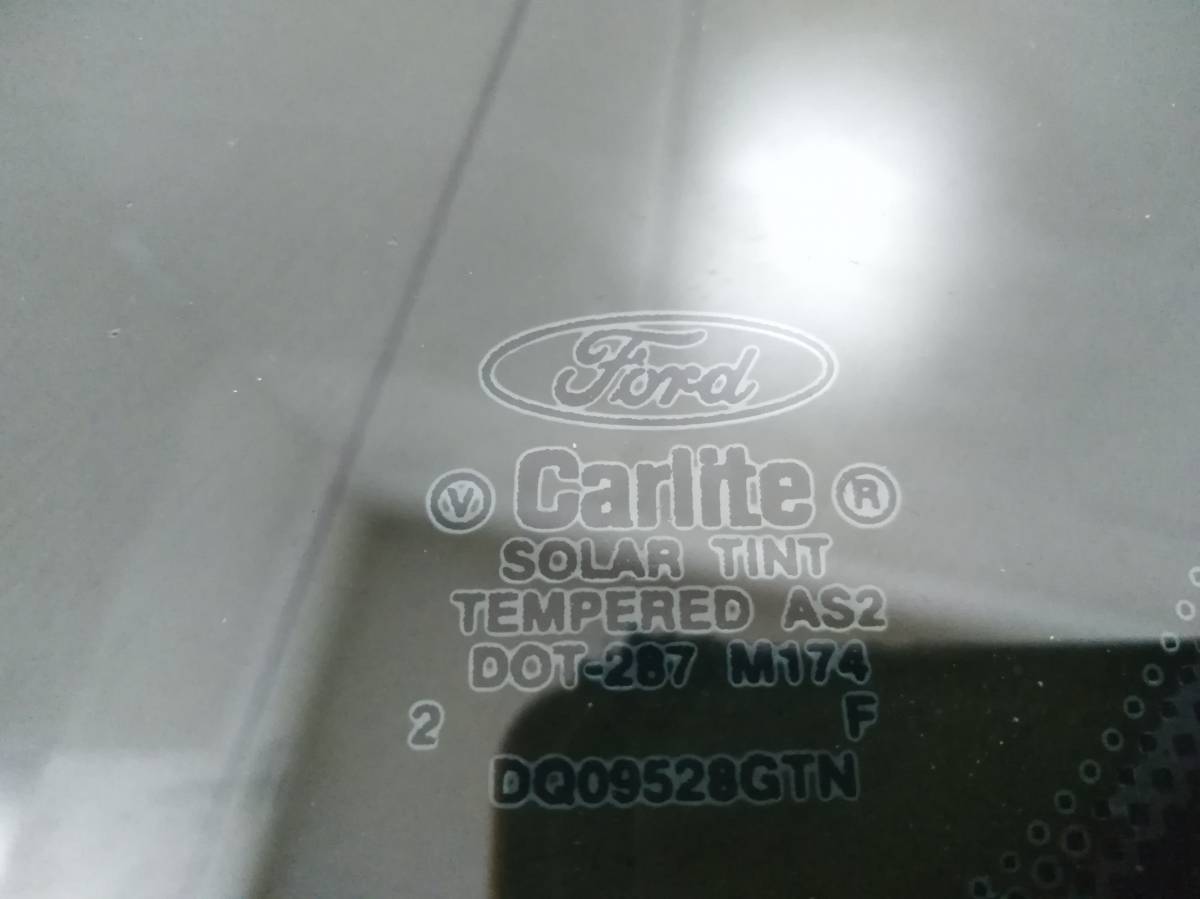 Ford
V Carlite R
SOLAR TINT
TEMPERED AS2
DOT-287 M174
2 F
DQ09528GTN